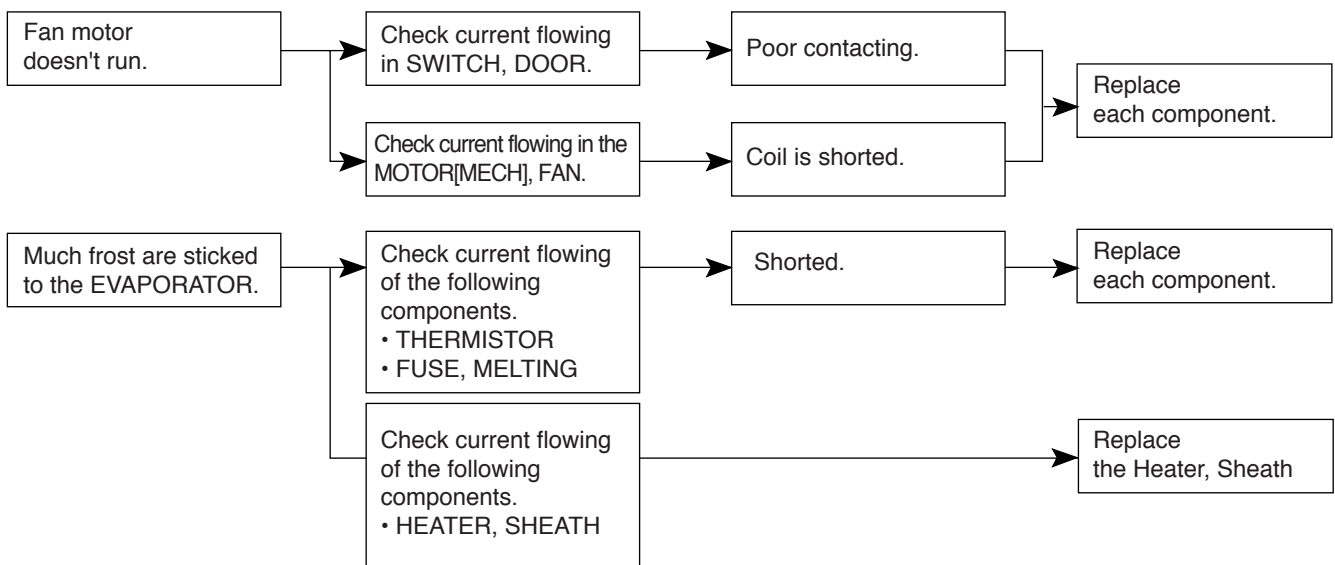 Fan motor
doesn't run.
Check current flowing
in SWITCH, DOOR.
Poor contacting.
Check current flowing in the
MOTOR[MECH], FAN.
Coil is shorted.
Replace
each component.
Much frost are sticked
to the EVAPORATOR.
Check current flowing
of the following
components.
• THERMISTOR
• FUSE, MELTING
Shorted.
Replace
each component.
Check current flowing
of the following
components.
• HEATER, SHEATH
Replace
the Heater, Sheath